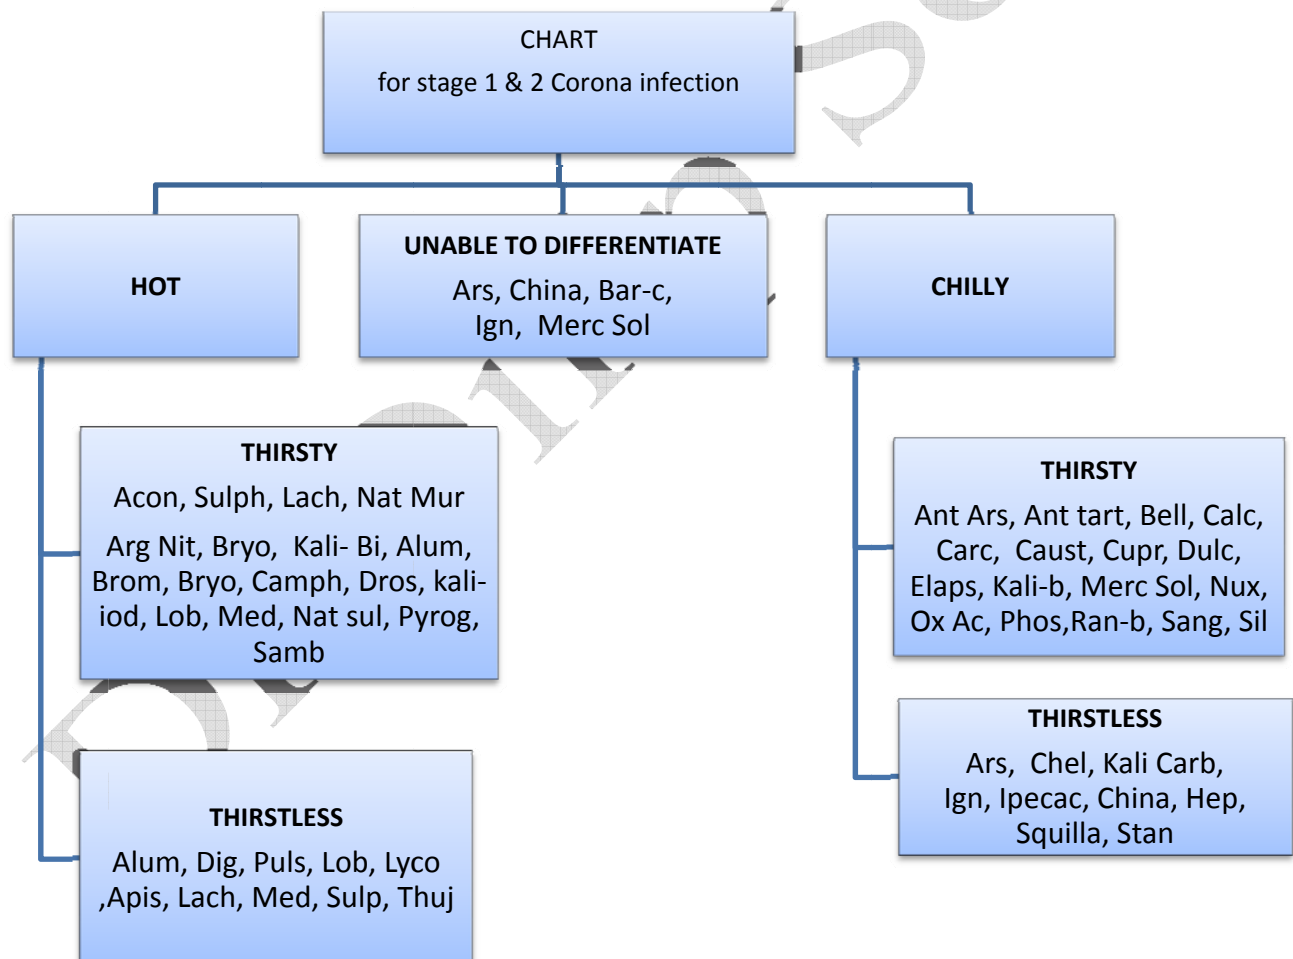 CHART
for stage 1 & 2 Corona infection
HOT
UNABLE TO DIFFERENTIATE
Ars, China, Bar-c,
Ign, Merc Sol
CHILLY
THIRSTY
Acon, Sulph, Lach, Nat Mur
Arg Nit, Bryo, Kali- Bi, Alum,
Brom, Bryo, Camph, Dros, kali-
iod, Lob, Med, Nat sul, Pyrog,
Samb
THIRSTLESS
Alum, Dig, Puls, Lob, Lyco
,Apis, Lach, Med, Sulp, Thuj
THIRSTY
Ant Ars, Ant tart, Bell, Calc,
Carc, Caust, Cupr, Dulc,
Elaps, Kali-b, Merc Sol, Nux,
Ox Ac, Phos,Ran-b, Sang, Sil
THIRSTLESS
Ars, Chel, Kali Carb,
Ign, Ipecac, China, Hep,
Squilla, Stan